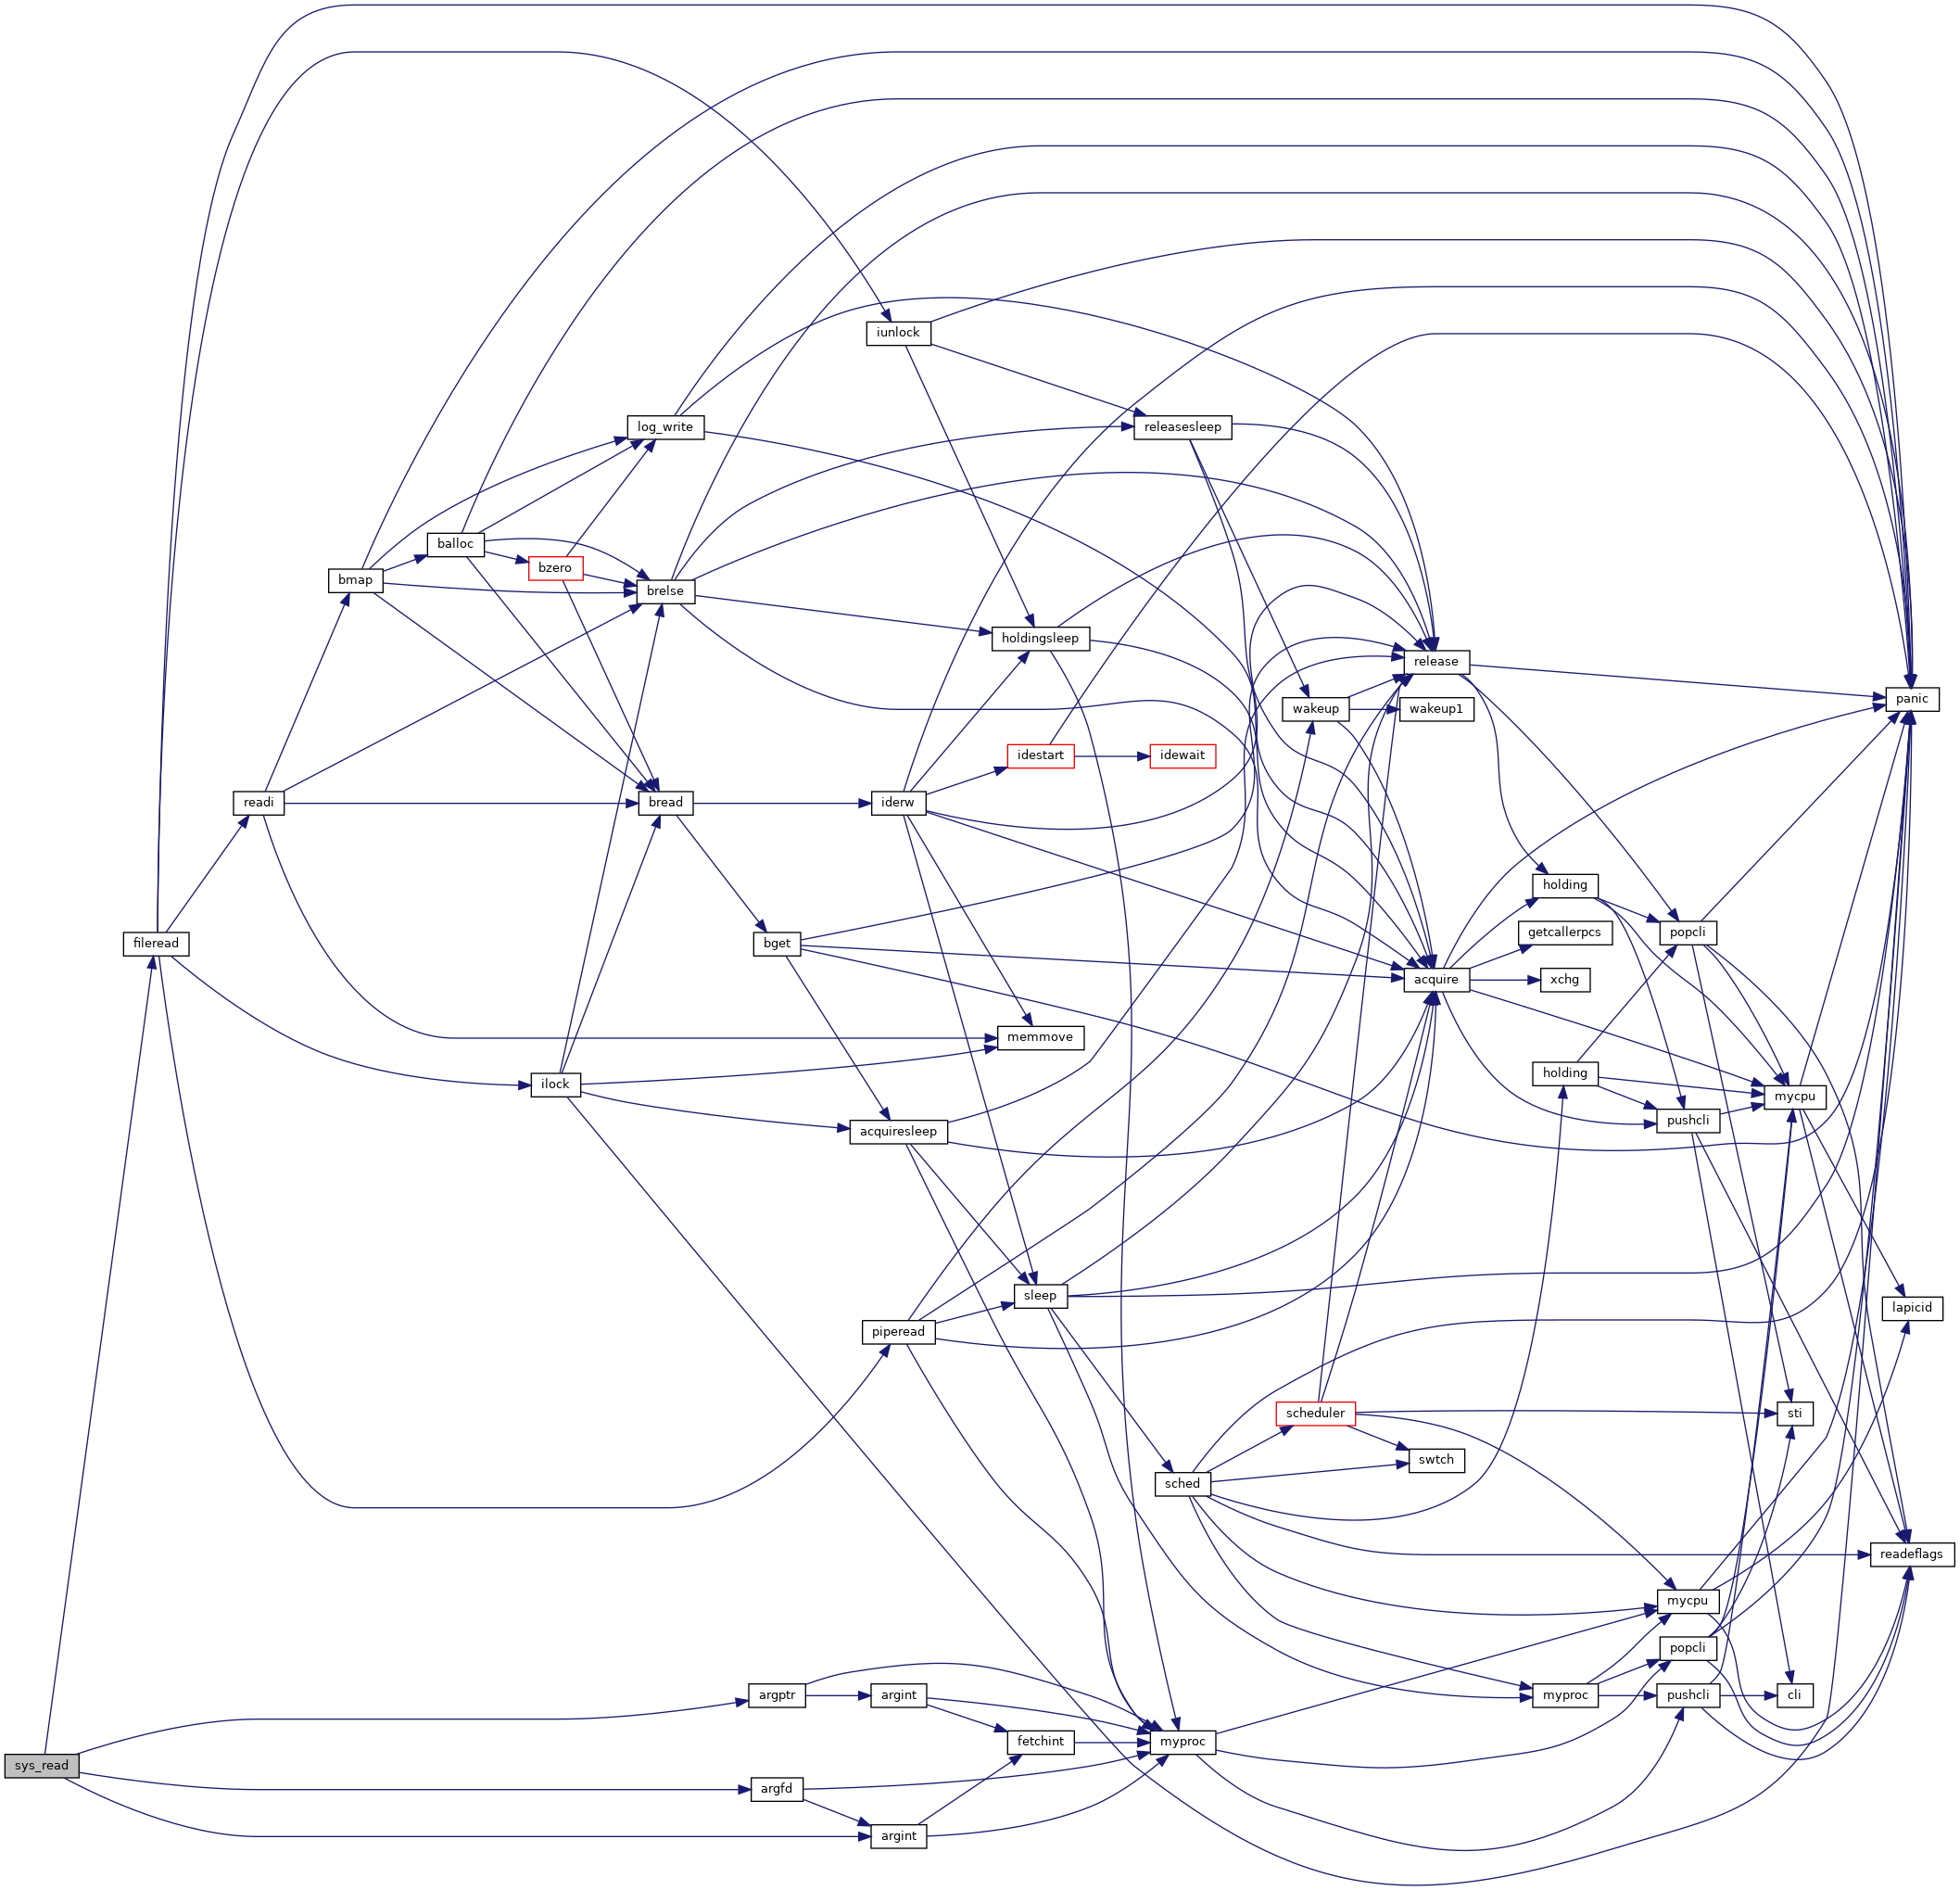 iunlock
log_write
releasesleep
balloc
bzero
bmap
brelse
holdingsleep
release
panic
wakeup
wakeup1
idestart
idewait
readi
bread
iderw
holding
getcallerpcs
popcli
fileread
bget
acquire
xchg
memmove
holding
ilock
mycpu
pushcli
acquiresleep
sleep
lapicid
piperead
scheduler
sti
swtch
sched
readeflags
mycpu
popcli
argptr
argint
myproc
pushcli
cli
fetchint
myproc
sys_read
argfd
argint